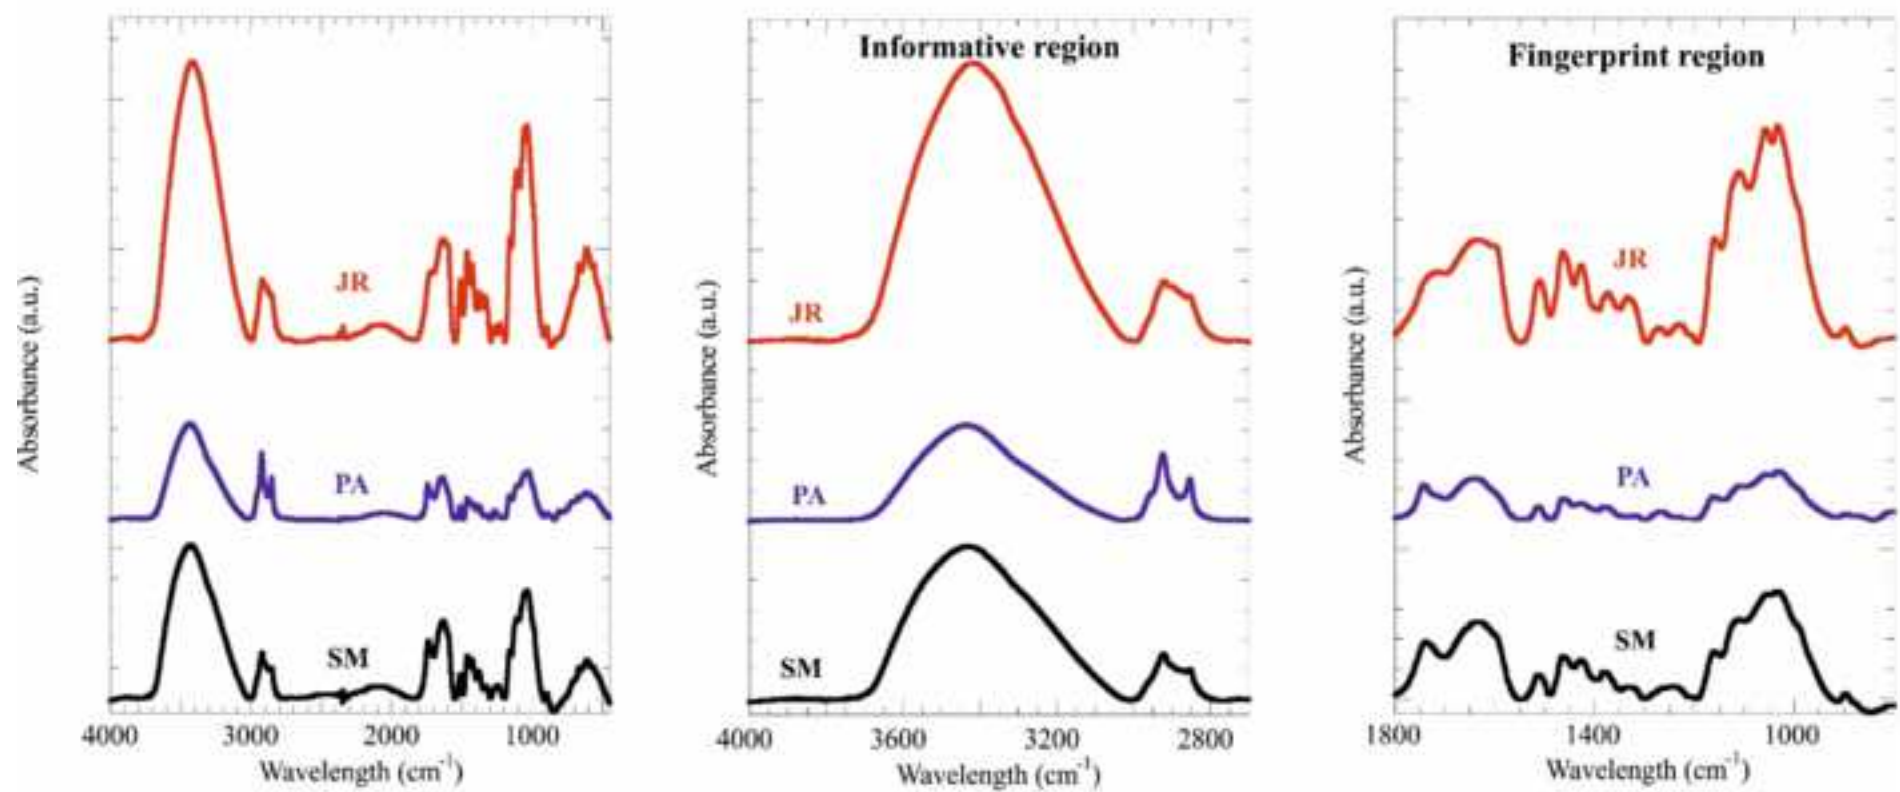 Absorbance (a.u.)
JR
PA
SM
4000 3000 2000 1000
Wavelength (cm⁻¹)
Informative region
Absorbance (a.u.)
JR
PA
SM
4000 3600 3200 2800
Wavelength (cm⁻¹)
Fingerprint region
Absorbance (a.u.)
JR
PA
SM
1800 1400 1000
Wavelength (cm⁻¹)